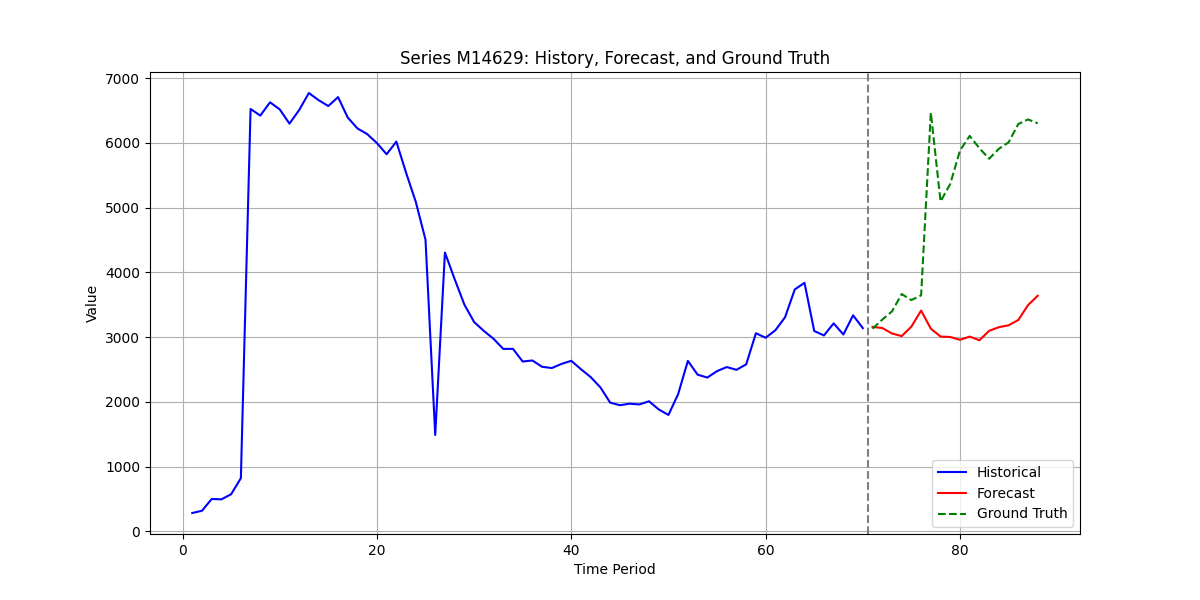 Series M14629: History, Forecast, and Ground Truth
Value
7000
6000
5000
4000
3000
2000
1000
0
0 20 40 60 80
Time Period
Historical
Forecast
Ground Truth